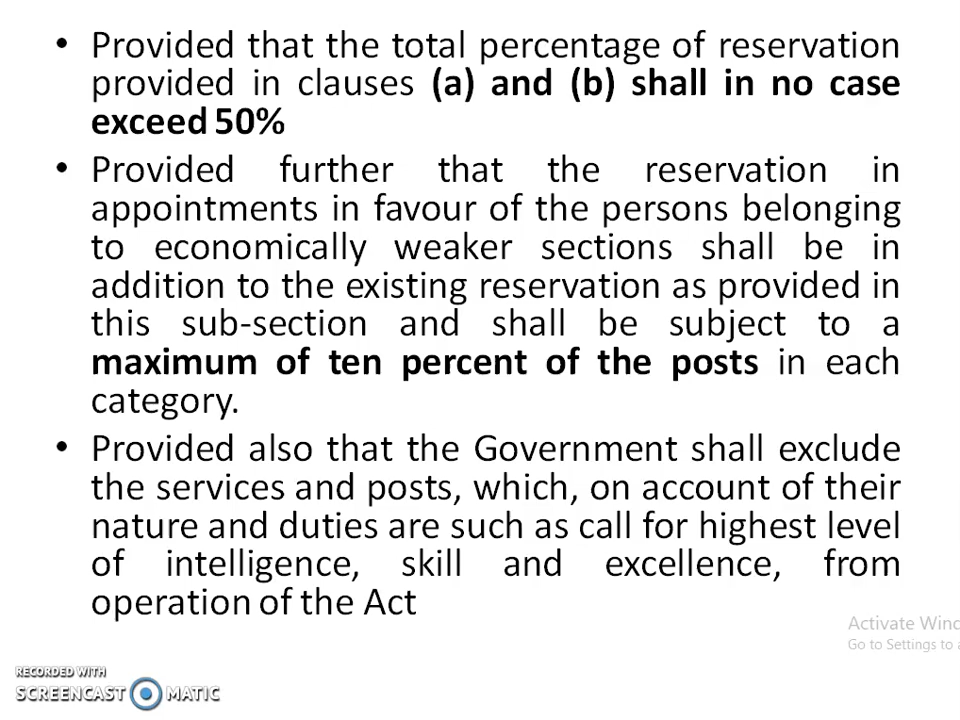 • Provided that the total percentage of reservation
provided in clauses (a) and (b) shall in no case
exceed 50%
• Provided further that the reservation in
appointments in favour of the persons belonging
to economically weaker sections shall be in
addition to the existing reservation as provided in
this sub-section and shall be subject to a
maximum of ten percent of the posts in each
category.
• Provided also that the Government shall exclude
the services and posts, which, on account of their
nature and duties are such as call for highest level
of intelligence, skill and excellence, from
operation of the Act
Activate Wind
Go to Settings to a
RECORDED WITH
SCREENCAST MATIC